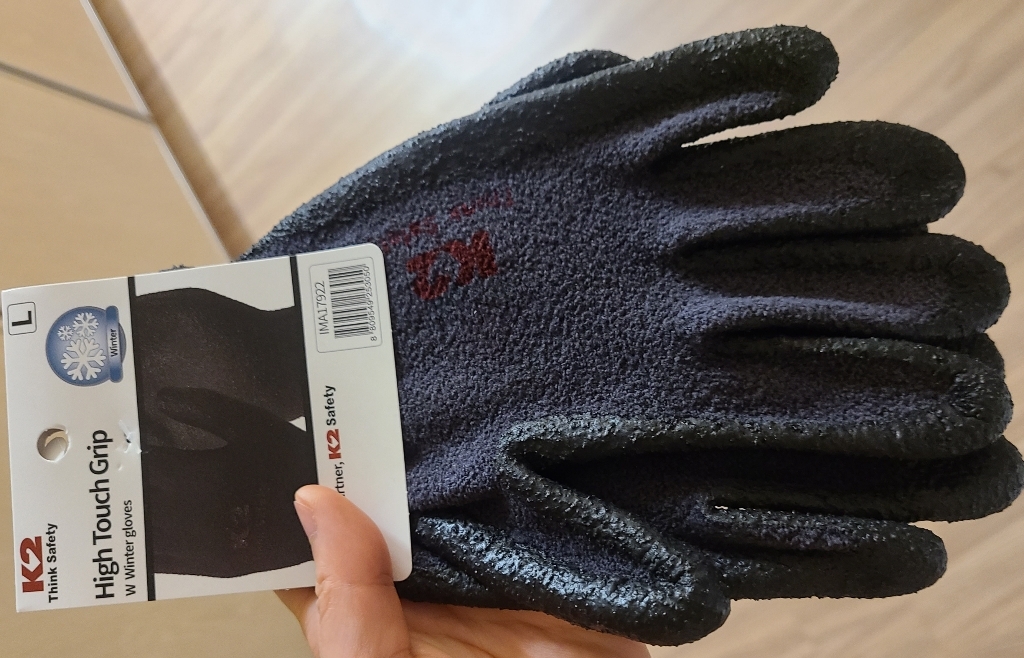 L
Winter
K2
Think Safety
High Touch Grip
W Winter gloves
IMA17922
K2 Safety
K2